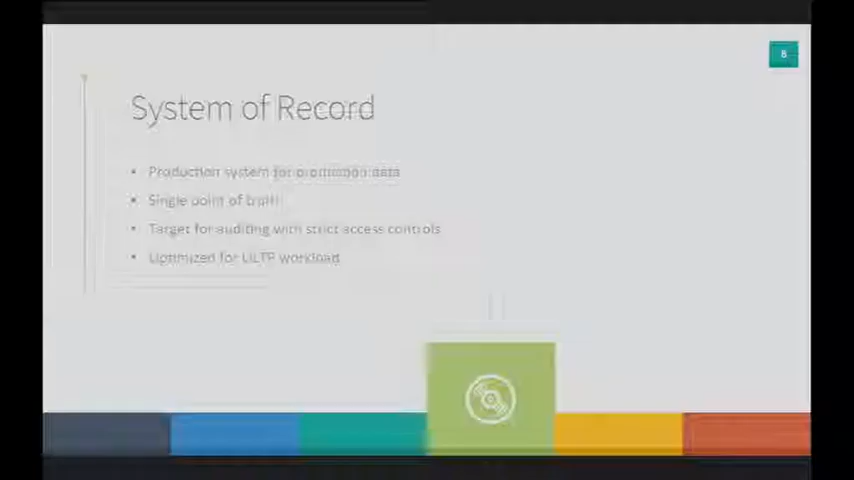 8
System of Record
• Production system for production data
• Single point of truth
• Target for auditing with strict access controls
• Optimized for OLTP workload